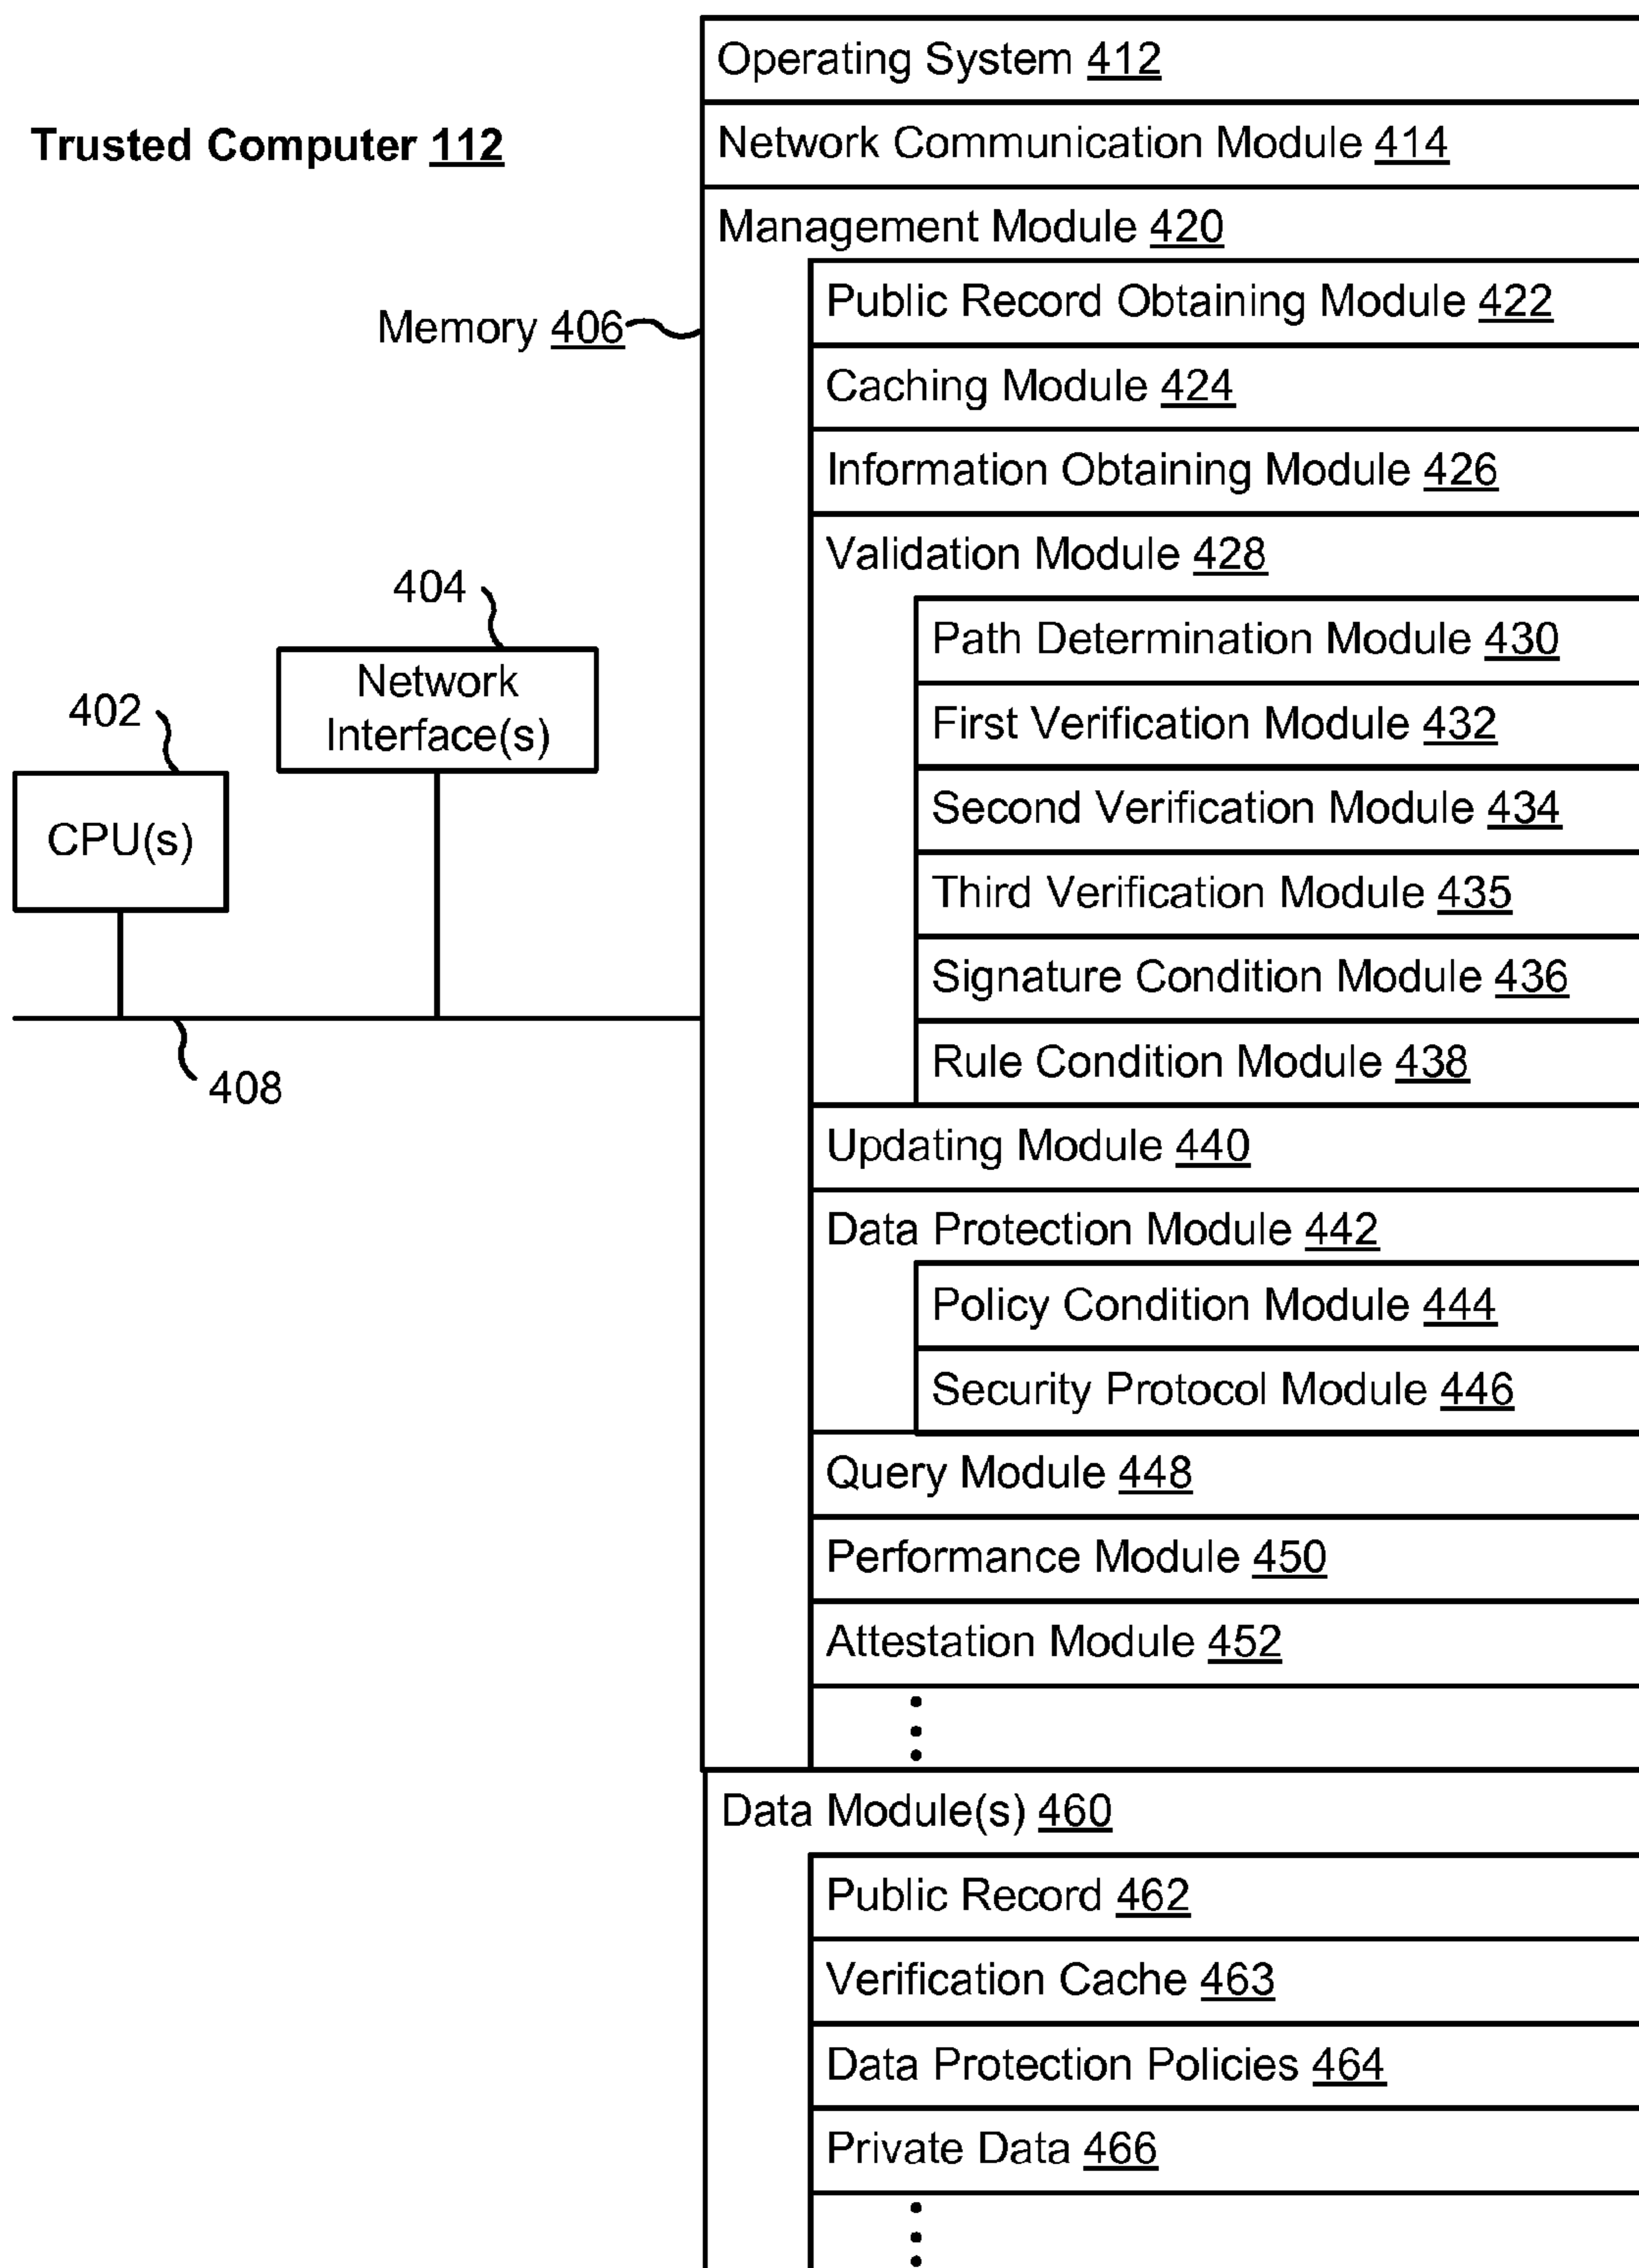 Operating System 412
Trusted Computer 112
Network Communication Module 414
Management Module 420
Public Record Obtaining Module 422
Memory 406
Caching Module 424
Information Obtaining Module 426
Validation Module 428
404
Path Determination Module 430
Network
Interface(s)
402
First Verification Module 432
CPU(s)
Second Verification Module 434
Third Verification Module 435
Signature Condition Module 436
Rule Condition Module 438
408
Updating Module 440
Data Protection Module 442
Policy Condition Module 444
Security Protocol Module 446
Query Module 448
Performance Module 450
Attestation Module 452
Data Module(s) 460
Public Record 462
Verification Cache 463
Data Protection Policies 464
Private Data 466